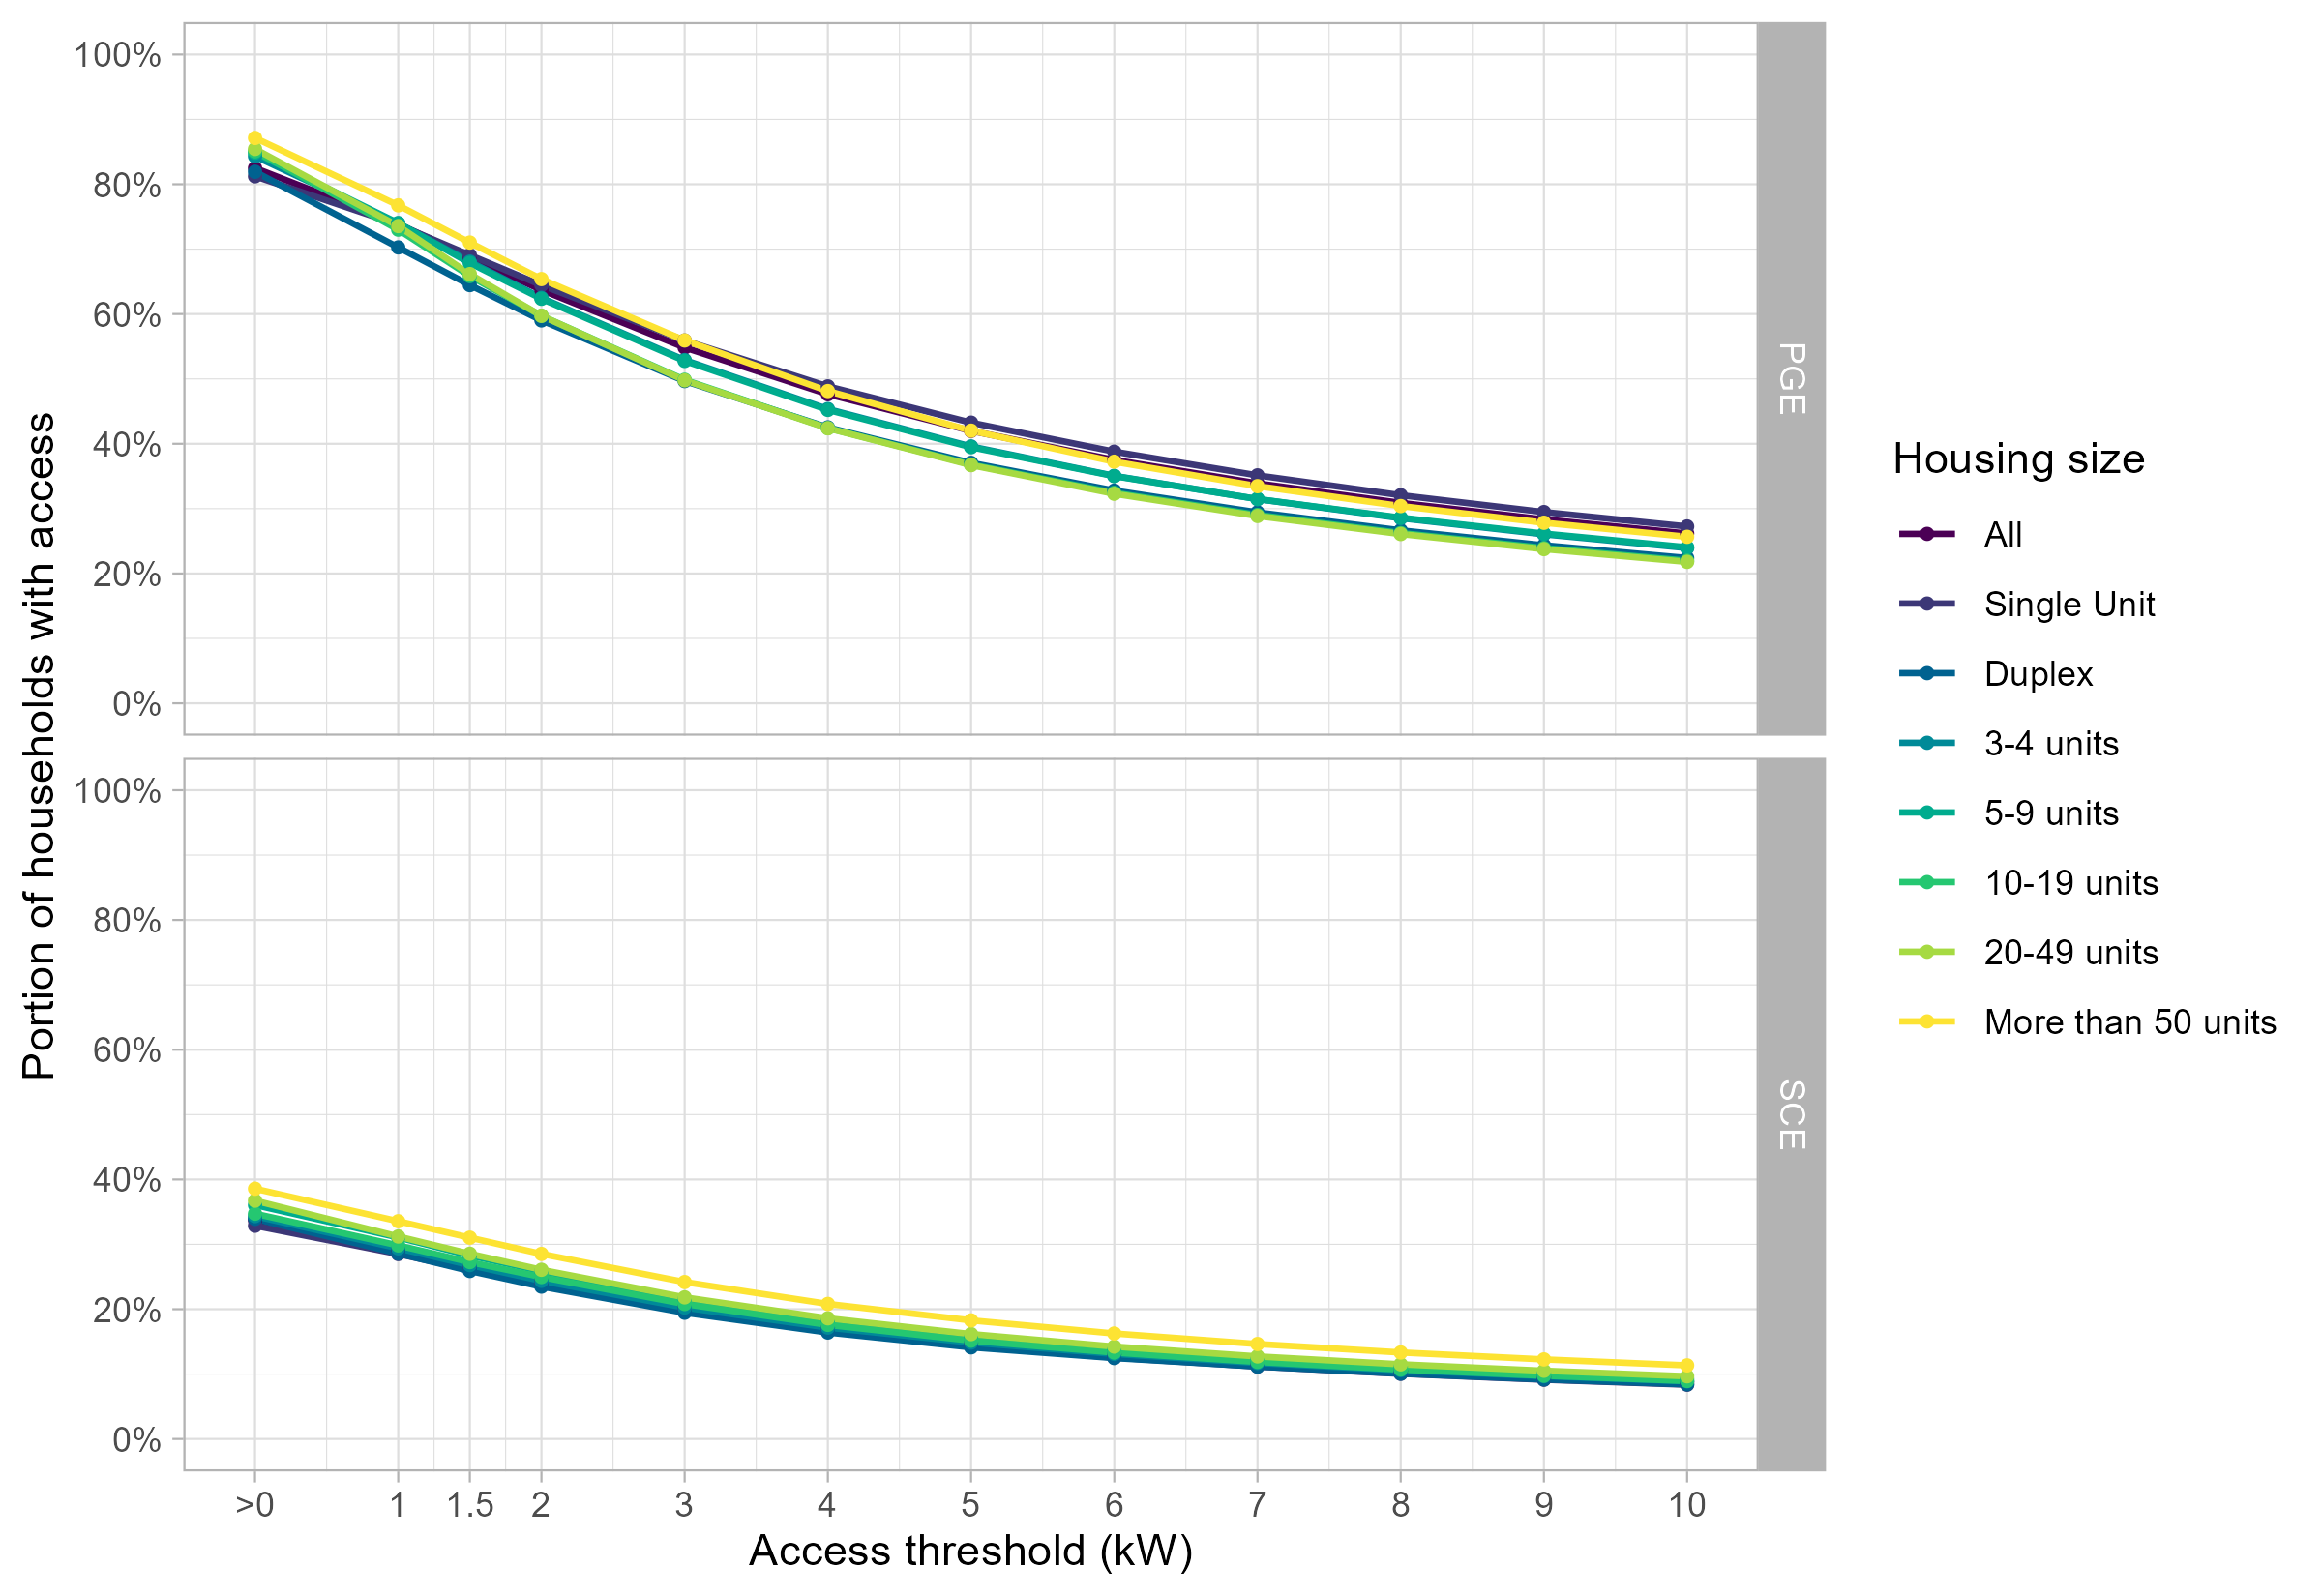 100%
80%
60%
40%
20%
0%
PGE
100%
80%
60%
40%
20%
0%
SCE
>0 1 1.5 2 3 4 5 6 7 8 9 10
Access threshold (kW)
Portion of households with access
Housing size
All
Single Unit
Duplex
3-4 units
5-9 units
10-19 units
20-49 units
More than 50 units